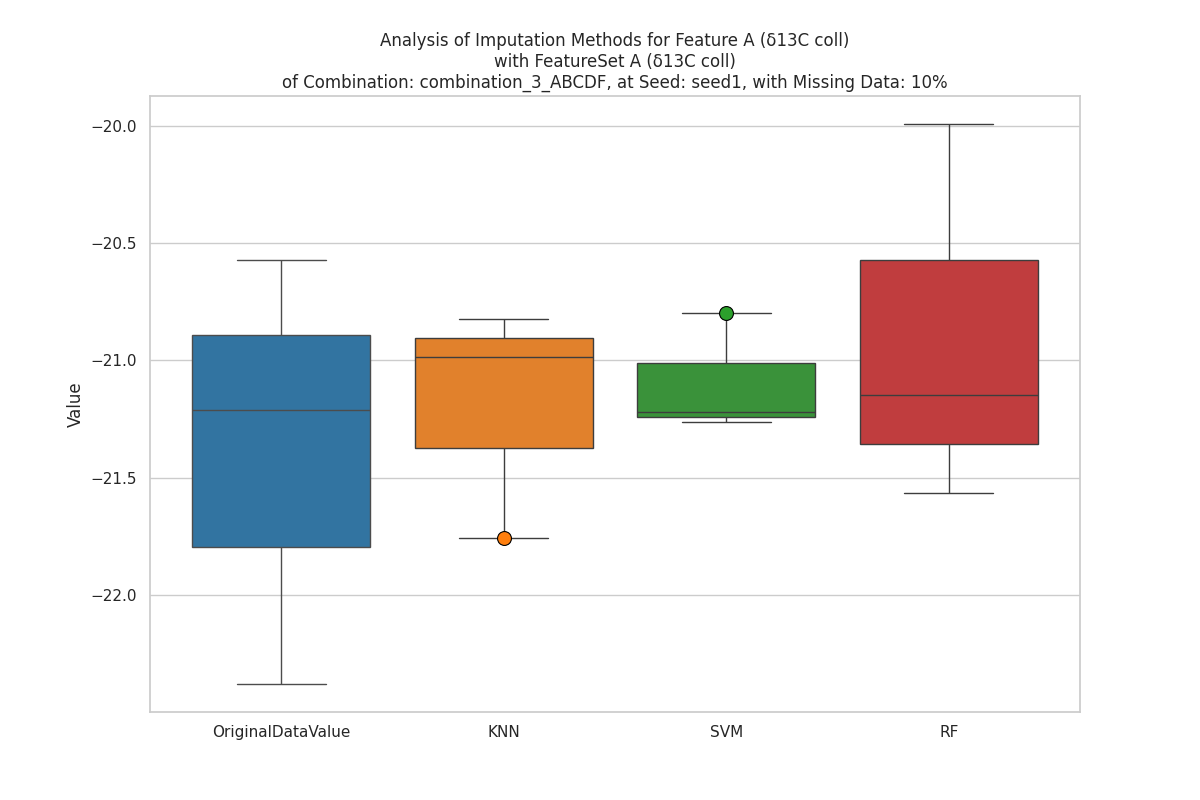 Analysis of Imputation Methods for Feature A (δ13C coll)
with FeatureSet A (δ13C coll)
of Combination: combination_3_ABCDF, at Seed: seed1, with Missing Data: 10%
−20.0
−20.5
−21.0
−21.5
−22.0
Value
OriginalDataValue
KNN
SVM
RF